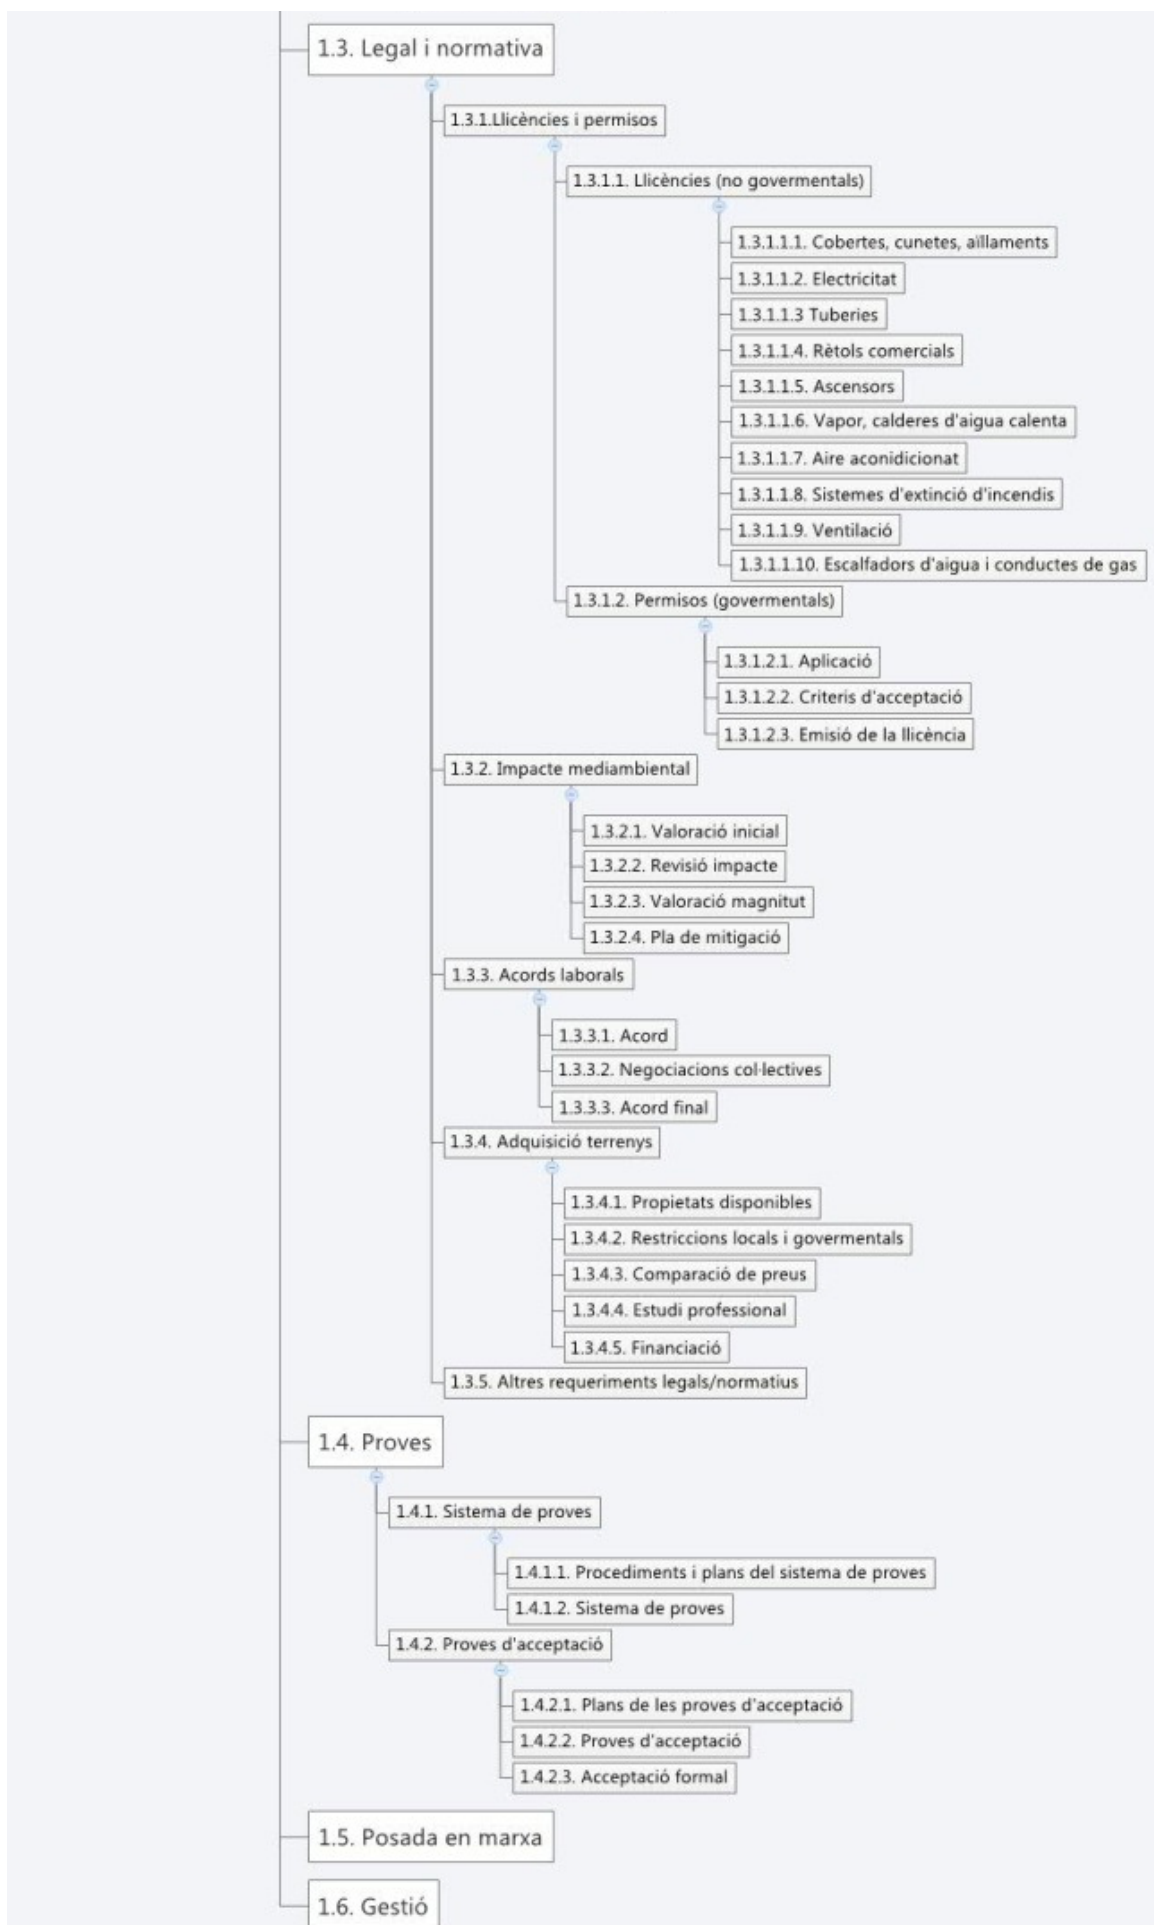 1.3. Legal i normativa
1.3.1.Llicències i permisos
1.3.1.1. Llicències (no govermentals)
1.3.1.1.1. Cobertes, cunetes, aïllaments
1.3.1.1.2. Electricitat
1.3.1.1.3 Tuberies
1.3.1.1.4. Rètols comercials
1.3.1.1.5. Ascensors
1.3.1.1.6. Vapor, calderes d'aigua calenta
1.3.1.1.7. Aire aconidicionat
1.3.1.1.8. Sistemes d'extinció d'incendis
1.3.1.1.9. Ventilació
1.3.1.1.10. Escalfadors d'aigua i conductes de gas
1.3.1.2. Permisos (govermentals)
1.3.1.2.1. Aplicació
1.3.1.2.2. Criteris d'acceptació
1.3.1.2.3. Emisió de la llicència
1.3.2. Impacte mediambiental
1.3.2.1. Valoració inicial
1.3.2.2. Revisió impacte
1.3.2.3. Valoració magnitut
1.3.2.4. Pla de mitigació
1.3.3. Acords laborals
1.3.3.1. Acord
1.3.3.2. Negociacions col·lectives
1.3.3.3. Acord final
1.3.4. Adquisició terrenys
1.3.4.1. Propietats disponibles
1.3.4.2. Restriccions locals i govermentals
1.3.4.3. Comparació de preus
1.3.4.4. Estudi professional
1.3.4.5. Financiació
1.3.5. Altres requeriments legals/normatius
1.4. Proves
1.4.1. Sistema de proves
1.4.1.1. Procediments i plans del sistema de proves
1.4.1.2. Sistema de proves
1.4.2. Proves d'acceptació
1.4.2.1. Plans de les proves d'acceptació
1.4.2.2. Proves d'acceptació
1.4.2.3. Acceptació formal
1.5. Posada en marxa
1.6. Gestió